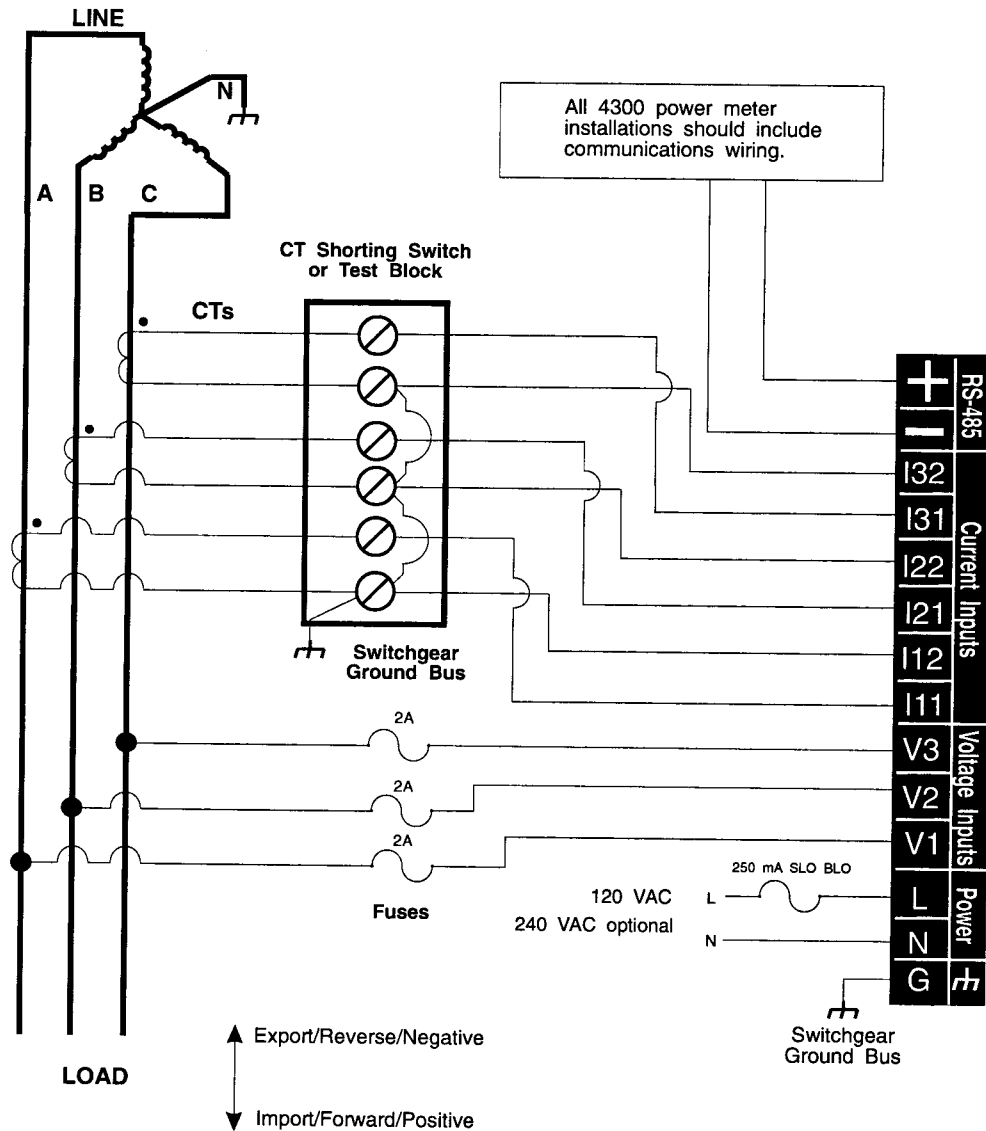 LINE
N
All 4300 power meter
installations should include
communications wiring.
A B C
CT Shorting Switch
or Test Block
CTs
+
−
RS-485
I32
I31
I22
I21
I12
I11
Current Inputs
Switchgear
Ground Bus
2A
V3
2A
V2
2A
V1
Voltage Inputs
Fuses
250 mA SLO BLO
120 VAC L
240 VAC optional
N
L
N
Power
G
Switchgear
Ground Bus
Export/Reverse/Negative
LOAD
Import/Forward/Positive